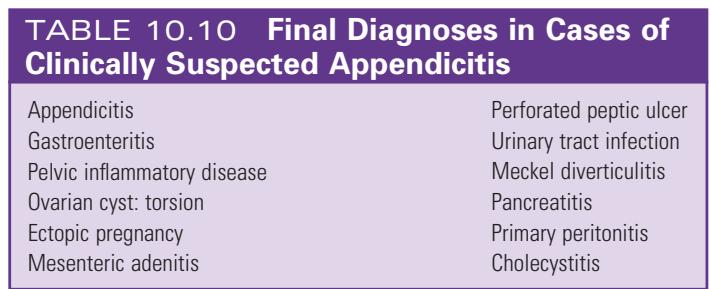 TABLE 10.10 Final Diagnoses in Cases of
Clinically Suspected Appendicitis
Appendicitis
Gastroenteritis
Pelvic inflammatory disease
Ovarian cyst: torsion
Ectopic pregnancy
Mesenteric adenitis
Perforated peptic ulcer
Urinary tract infection
Meckel diverticulitis
Pancreatitis
Primary peritonitis
Cholecystitis